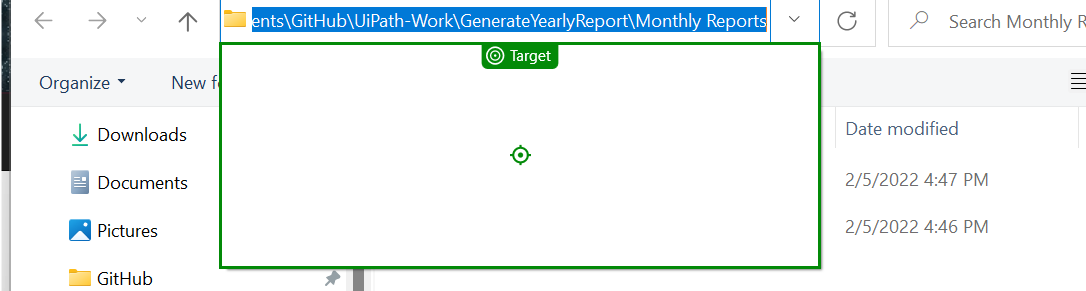 ents\GitHub\UiPath-Work\GenerateYearlyReport\Monthly Reports
Search Monthly R
Target
Organize
New f
Downloads
Date modified
Documents
2/5/2022 4:47 PM
Pictures
2/5/2022 4:46 PM
GitHub